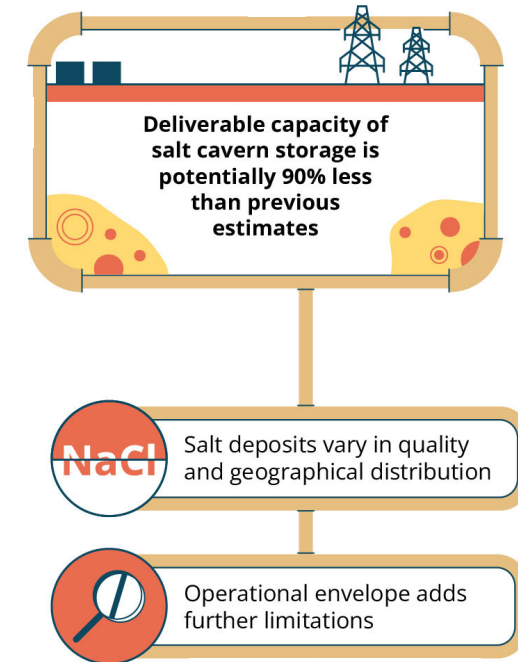 Deliverable capacity of
salt cavern storage is
potentially 90% less
than previous
estimates
NaCl
Salt deposits vary in quality
and geographical distribution
Operational envelope adds
further limitations